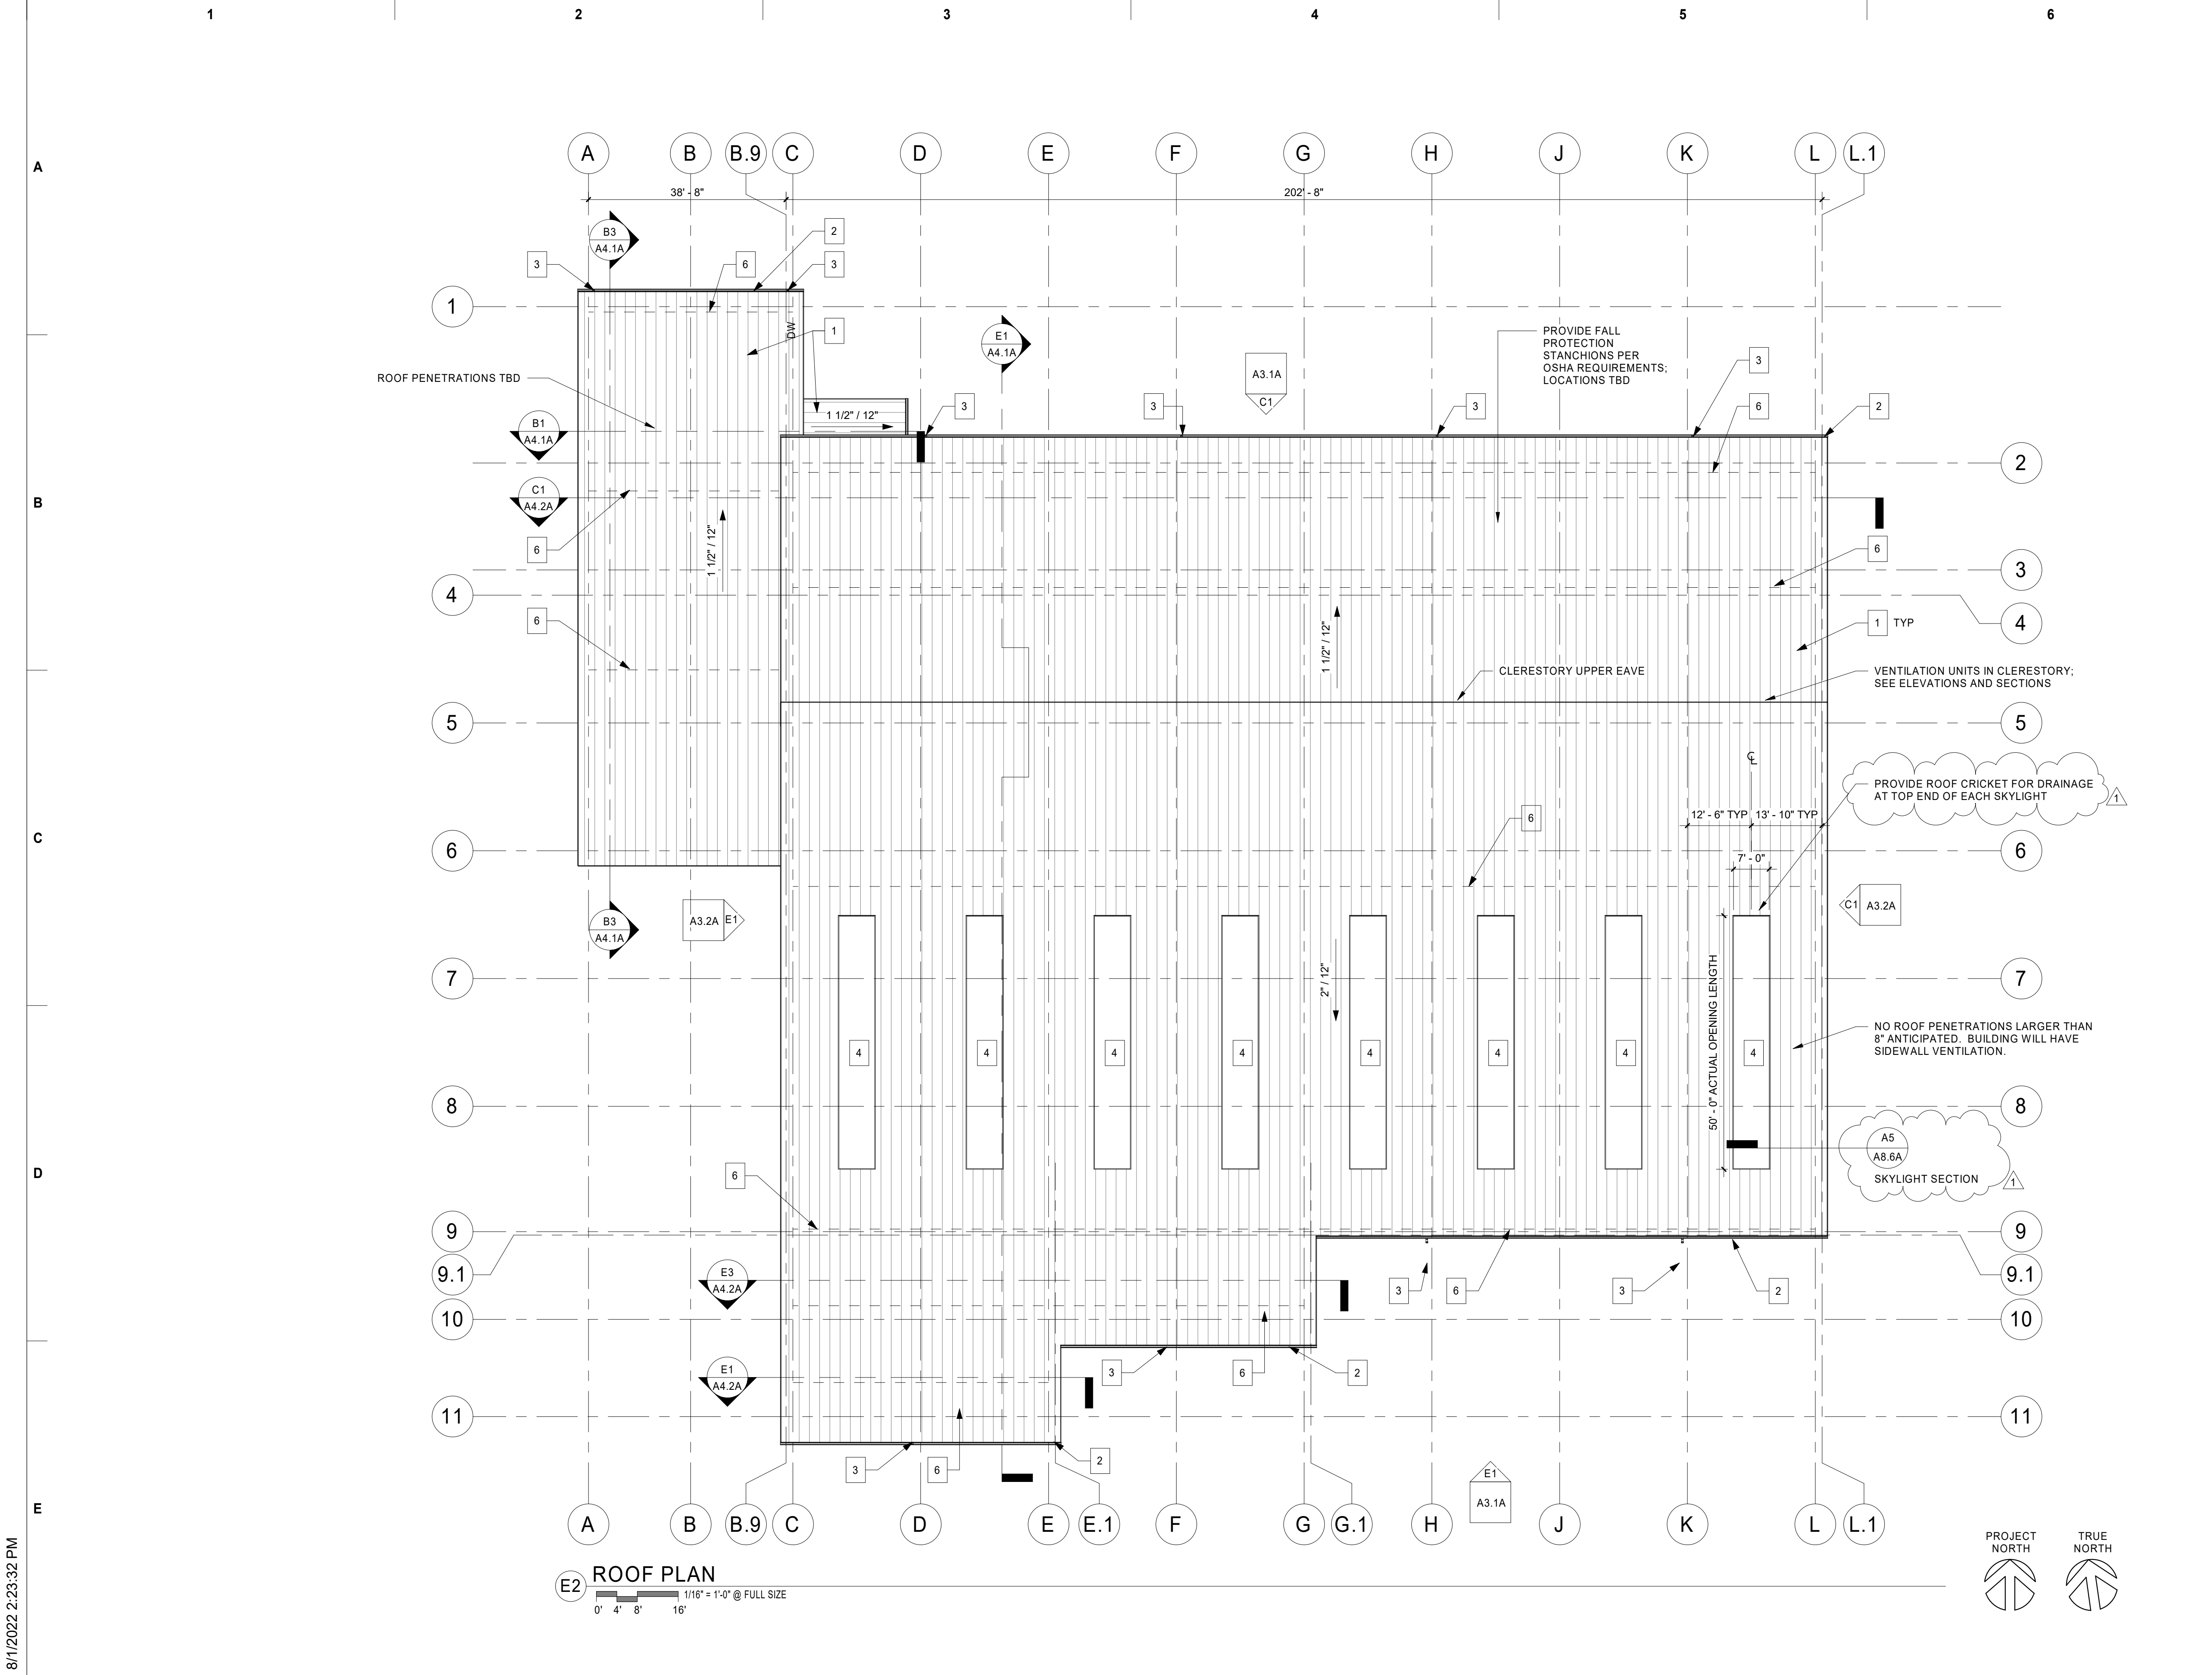 1 2 3 4 5 6
A
B
C
D
E
A B B.9 C D E F G H J K L L.1
38' - 8" 202' - 8"
B3
A4.1A
2
3 6 3
1
1
DW
E1
A4.1A
A3.1A
C1
PROVIDE FALL
PROTECTION
STANCHIONS PER
OSHA REQUIREMENTS;
LOCATIONS TBD
3
ROOF PENETRATIONS TBD
1 1/2" / 12"
3 3 3 6 2
B1
A4.1A
2
C1
A4.2A
6
1 1/2" / 12"
6
3
4
4
6
1 1/2" / 12"
1 TYP
CLERESTORY UPPER EAVE
VENTILATION UNITS IN CLERESTORY;
SEE ELEVATIONS AND SECTIONS
5 5
CL
PROVIDE ROOF CRICKET FOR DRAINAGE
AT TOP END OF EACH SKYLIGHT
1
12' - 6" TYP 13' - 10" TYP
6
6 6
7' - 0"
A3.2A E1
C1 A3.2A
B3
A4.1A
7 7
2" / 12"
50' - 0" ACTUAL OPENING LENGTH
NO ROOF PENETRATIONS LARGER THAN
8" ANTICIPATED. BUILDING WILL HAVE
SIDEWALL VENTILATION.
4 4 4 4 4 4 4 4
8 8
A5
A8.6A
SKYLIGHT SECTION
1
6
9 9
9.1 9.1
E3
A4.2A
3 6 3 2
10 10
E1
A4.2A
3 6 2
11 11
3 6 2
E1
A3.1A
A B B.9 C D E E.1 F G G.1 H J K L L.1
E2 ROOF PLAN
1/16" = 1'-0" @ FULL SIZE
0' 4' 8' 16'
PROJECT
NORTH
TRUE
NORTH
8/1/2022 2:23:32 PM